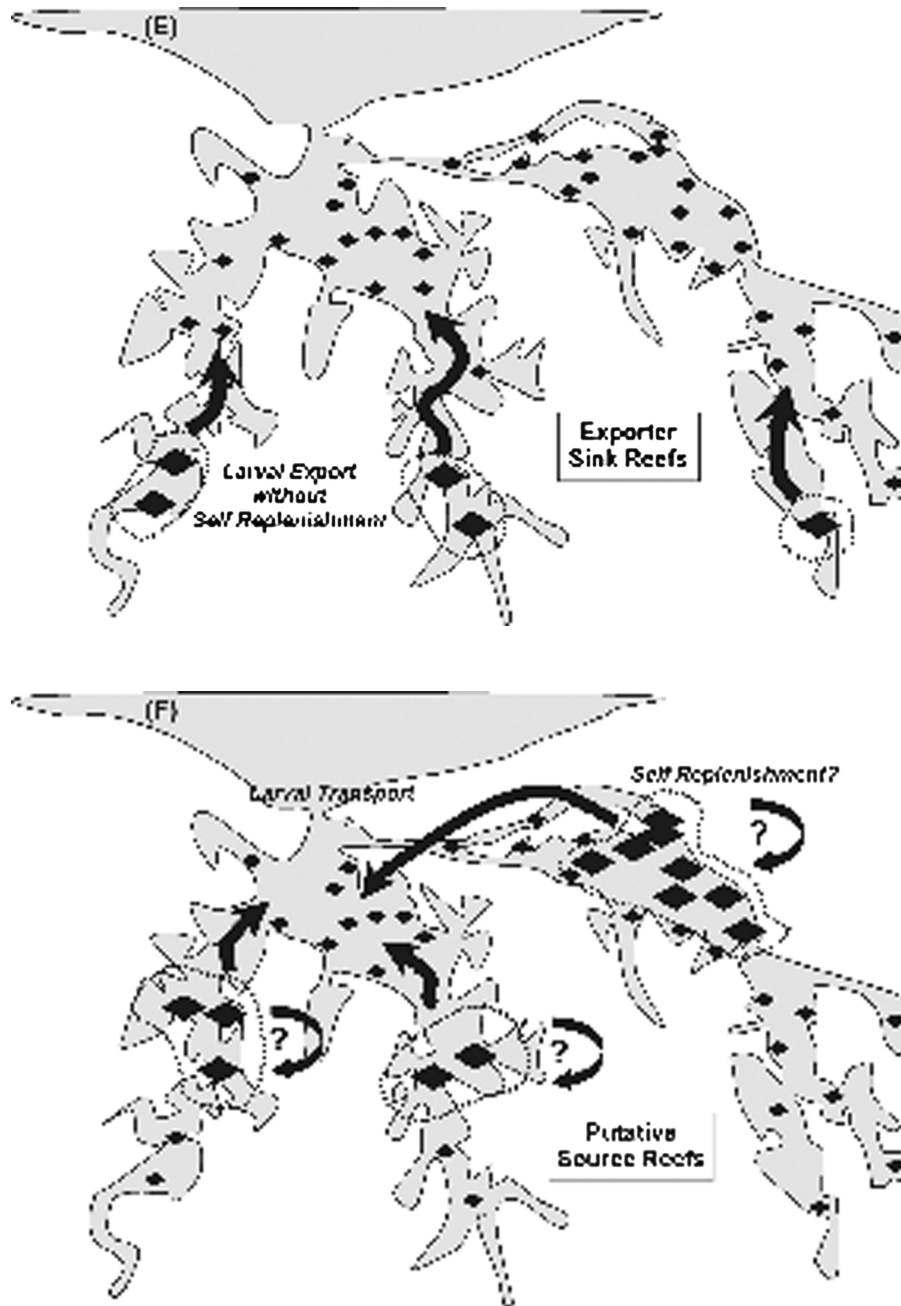 (E)
Exporter
Sink Reefs
Larval Export
without
Self Replenishment
(F)
Self Replenishment?
Larval Transport
?
?
?
Putative
Source Reefs